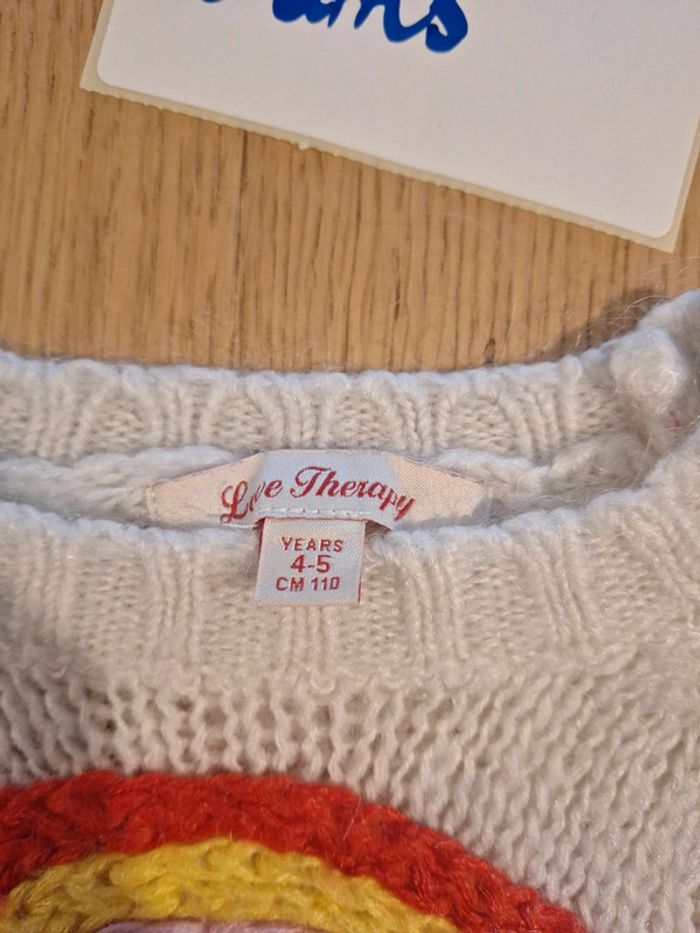 Love Therapy
YEARS
4-5
CM 110